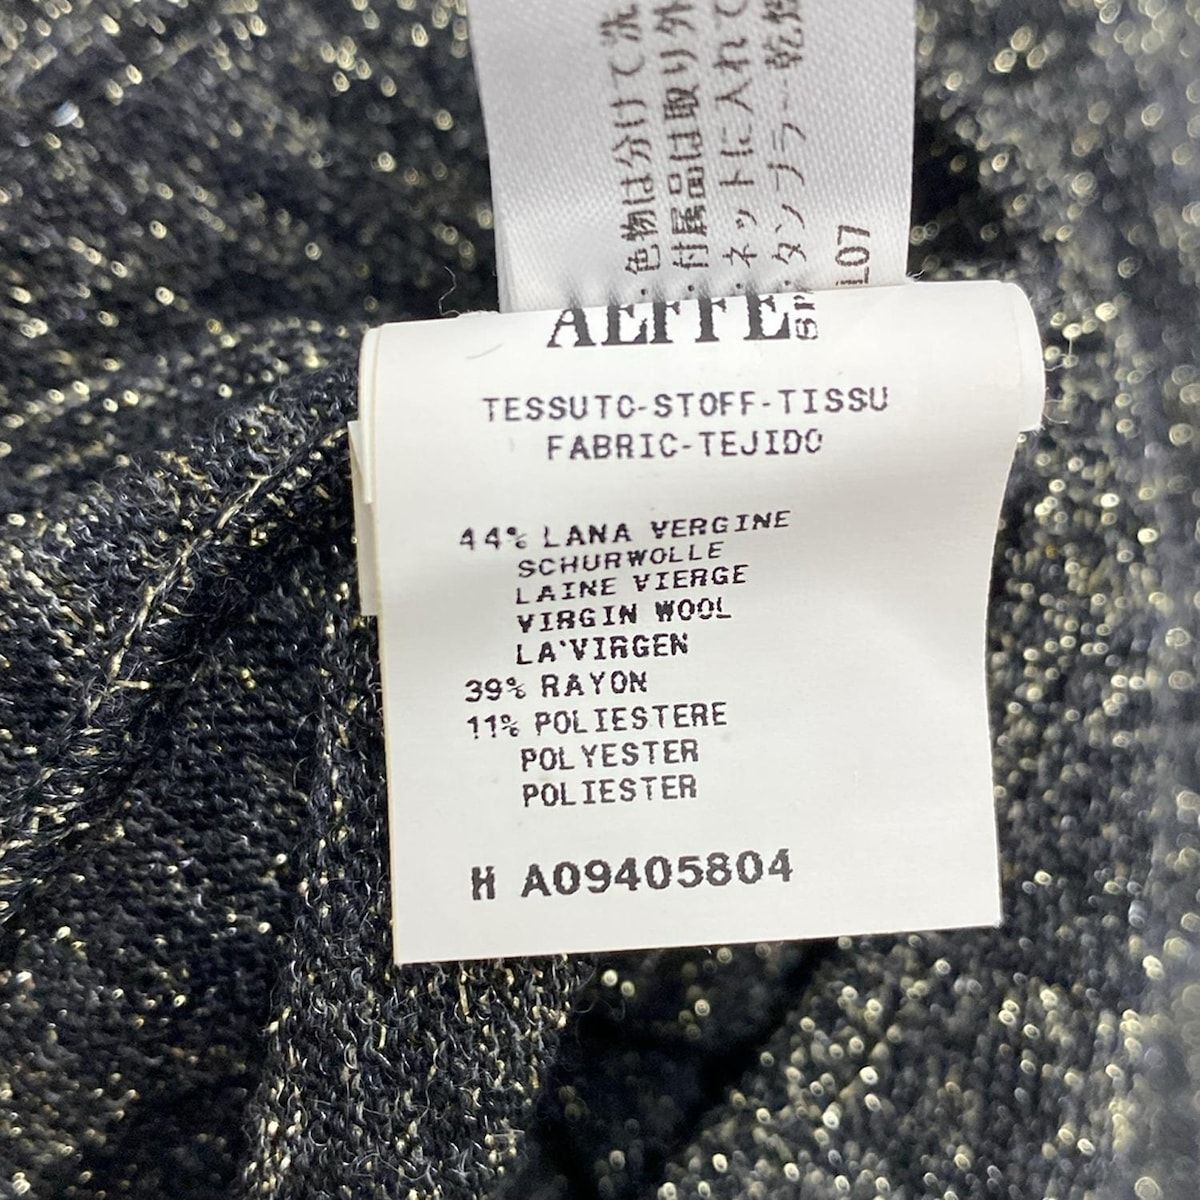 ・色物は分けて洗
・付属品は取り外
・ネットに入れて
・タンブラー乾燥
L07
AEFFE
TESSUTO-STOFF-TISSU
FABRIC-TEJIDO
44% LANA VERGINE
SCHURWOLLE
LAINE VIERGE
VIRGIN WOOL
LA'VIRGEN
39% RAYON
11% POLIESTERE
POLYESTER
POLIESTER
H A09405804